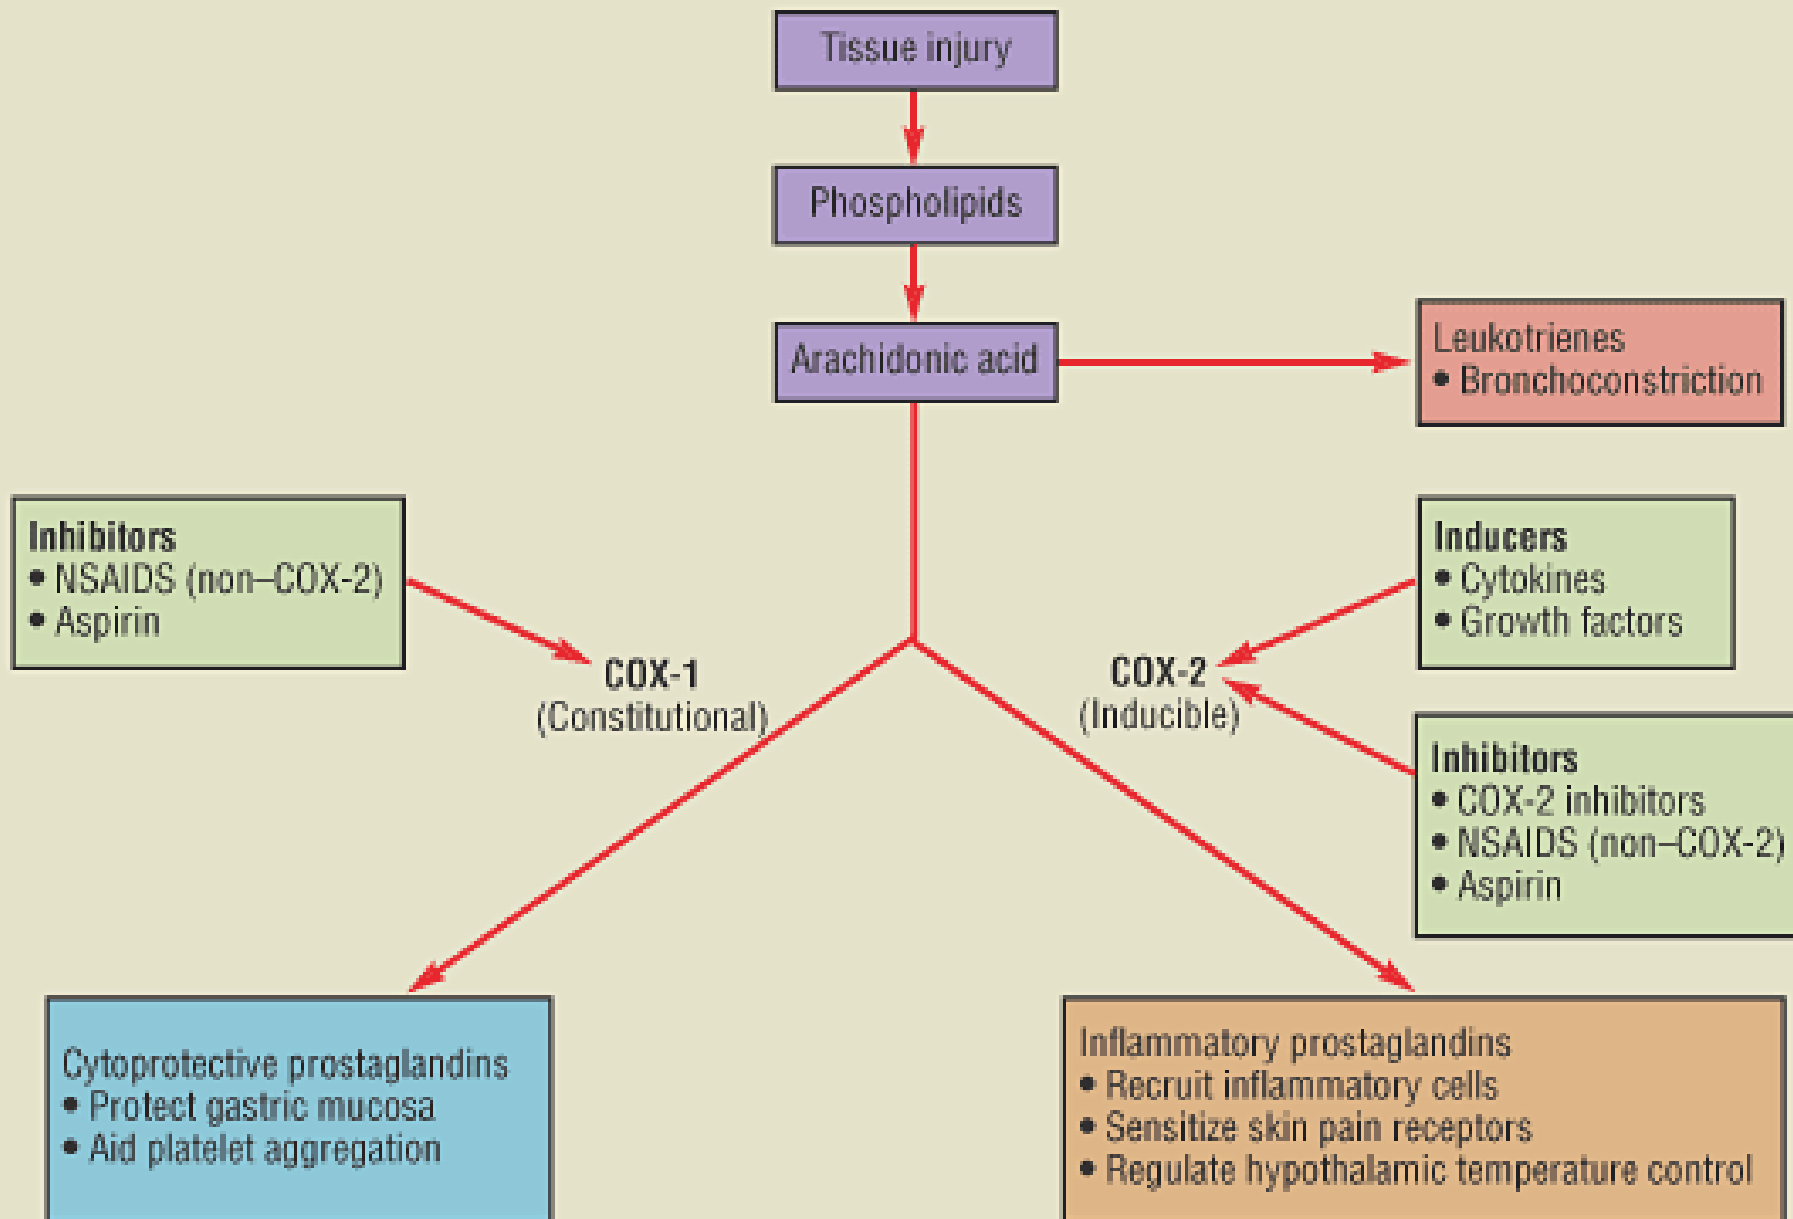 Tissue injury
Phospholipids
Arachidonic acid
Leukotrienes
• Bronchoconstriction
Inhibitors
• NSAIDS (non–COX-2)
• Aspirin
COX-1
(Constitutional)
Inducers
• Cytokines
• Growth factors
COX-2
(Inducible)
Inhibitors
• COX-2 inhibitors
• NSAIDS (non–COX-2)
• Aspirin
Cytoprotective prostaglandins
• Protect gastric mucosa
• Aid platelet aggregation
Inflammatory prostaglandins
• Recruit inflammatory cells
• Sensitize skin pain receptors
• Regulate hypothalamic temperature control